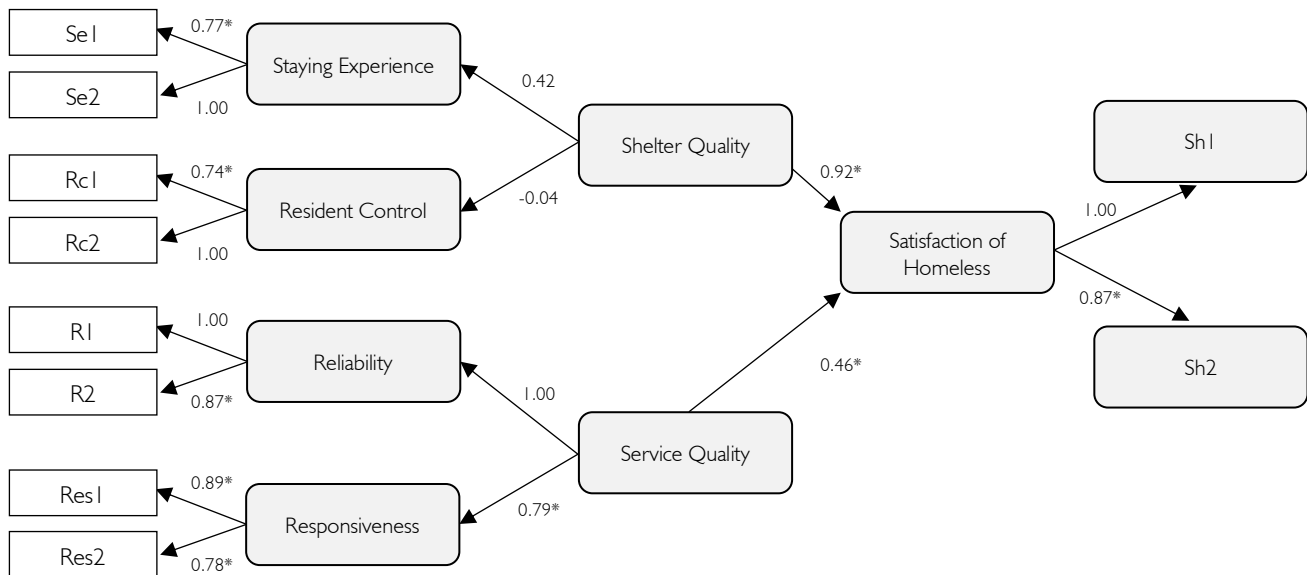 Se1
0.77*
Staying Experience
Se2
1.00
0.42
Shelter Quality
Rc1
0.74*
Resident Control
Rc2
1.00
-0.04
0.92*
Sh1
1.00
Satisfaction of
Homeless
0.87*
Sh2
R1
1.00
Reliability
R2
0.87*
1.00
0.46*
Service Quality
Res1
0.89*
Responsiveness
0.79*
Res2
0.78*